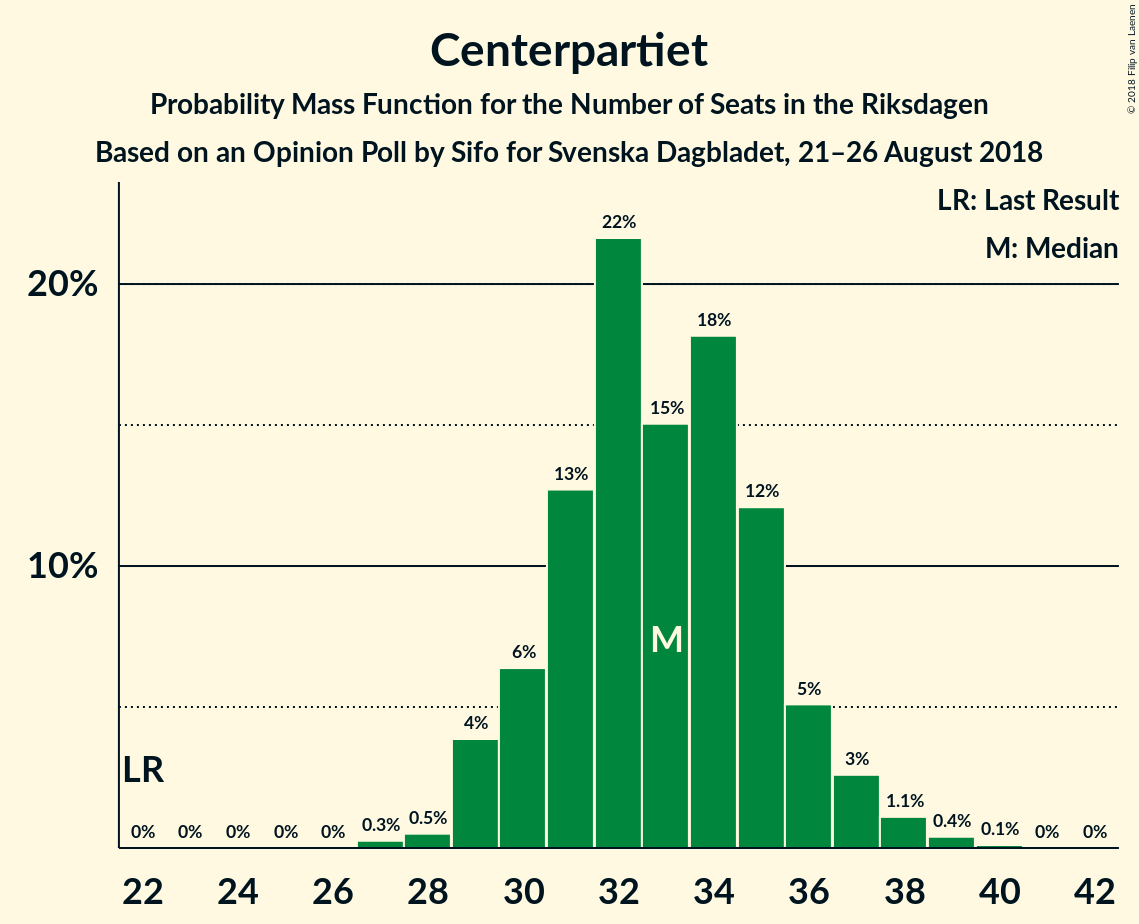 Centerpartiet
Probability Mass Function for the Number of Seats in the Riksdagen
Based on an Opinion Poll by Sifo for Svenska Dagbladet, 21–26 August 2018
© 2018 Filip van Laenen
LR: Last Result
M: Median
22%
20%
18%
15%
13%
12%
10%
M
6%
5%
4%
3%
LR
0% 0% 0% 0% 0% 0.3% 0.5% 1.1% 0.4% 0.1% 0% 0%
22 24 26 28 30 32 34 36 38 40 42